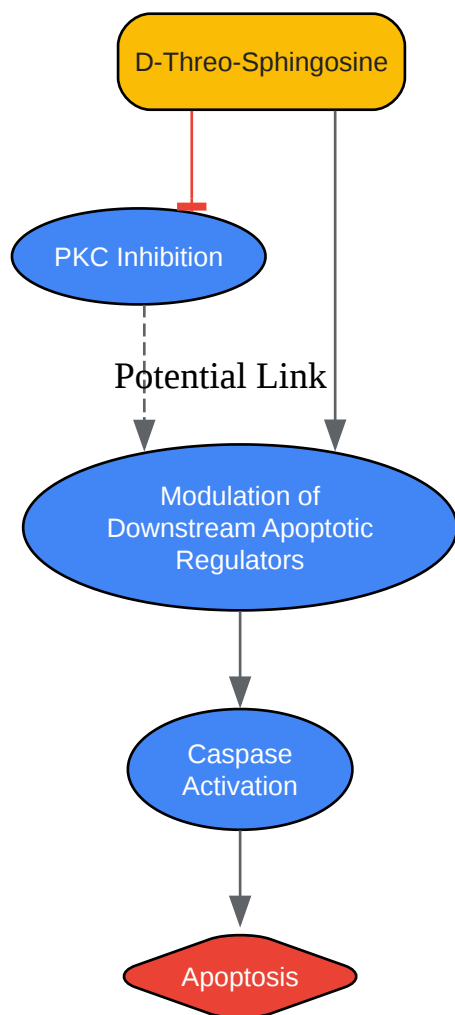 D-Threo-Sphingosine
PKC Inhibition
Potential Link
Modulation of
Downstream Apoptotic
Regulators
Caspase
Activation
Apoptosis